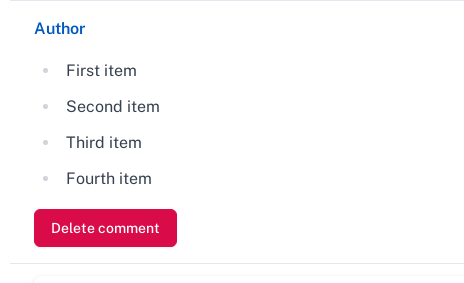 Author
First item
Second item
Third item
Fourth item
Delete comment